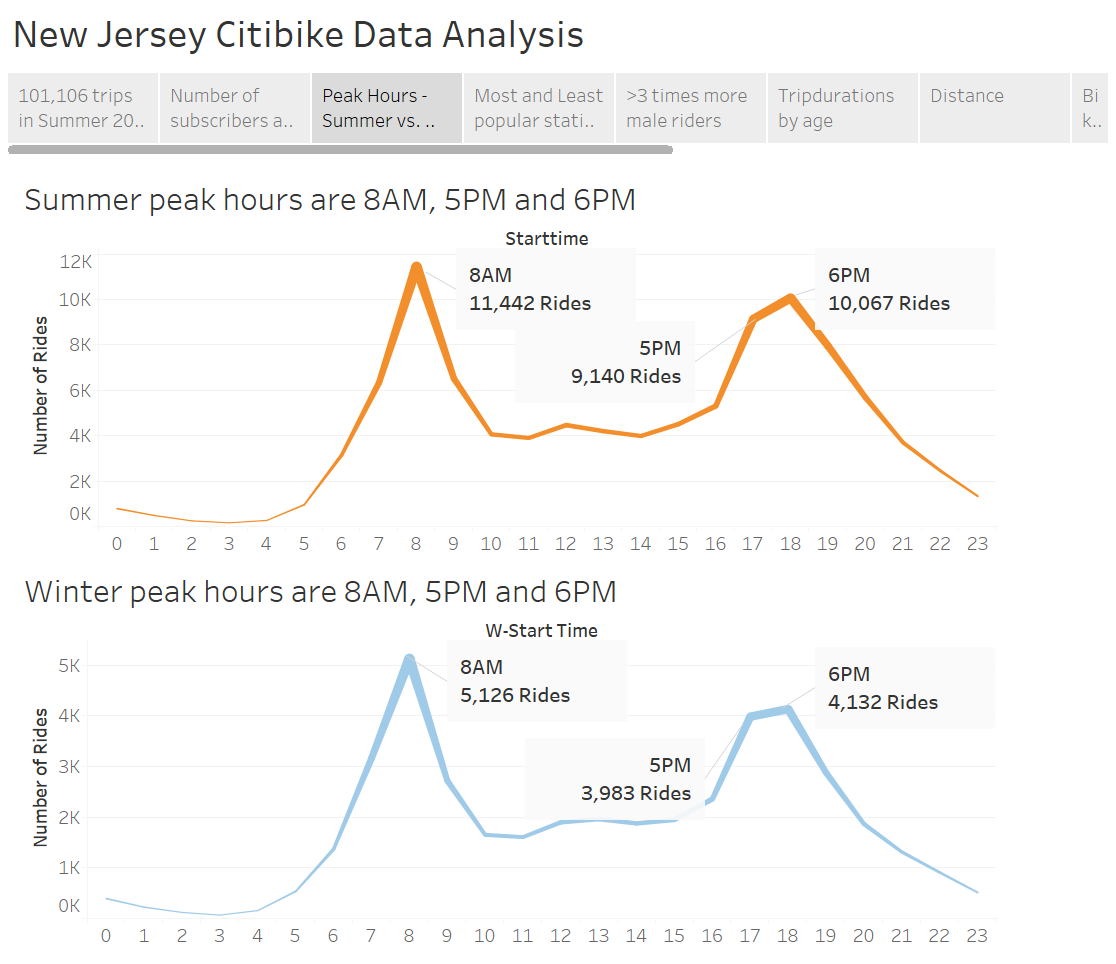 New Jersey Citibike Data Analysis
101,106 trips
in Summer 20..
Number of
subscribers a..
Peak Hours -
Summer vs. ..
Most and Least
popular stati..
>3 times more
male riders
Tripdurations
by age
Distance
Bi
k..
Summer peak hours are 8AM, 5PM and 6PM
Starttime
12K
10K
8K
6K
4K
2K
0K
Number of Rides
8AM
11,442 Rides
5PM
9,140 Rides
6PM
10,067 Rides
0 1 2 3 4 5 6 7 8 9 10 11 12 13 14 15 16 17 18 19 20 21 22 23
Winter peak hours are 8AM, 5PM and 6PM
W-Start Time
5K
4K
3K
2K
1K
0K
Number of Rides
8AM
5,126 Rides
5PM
3,983 Rides
6PM
4,132 Rides
0 1 2 3 4 5 6 7 8 9 10 11 12 13 14 15 16 17 18 19 20 21 22 23